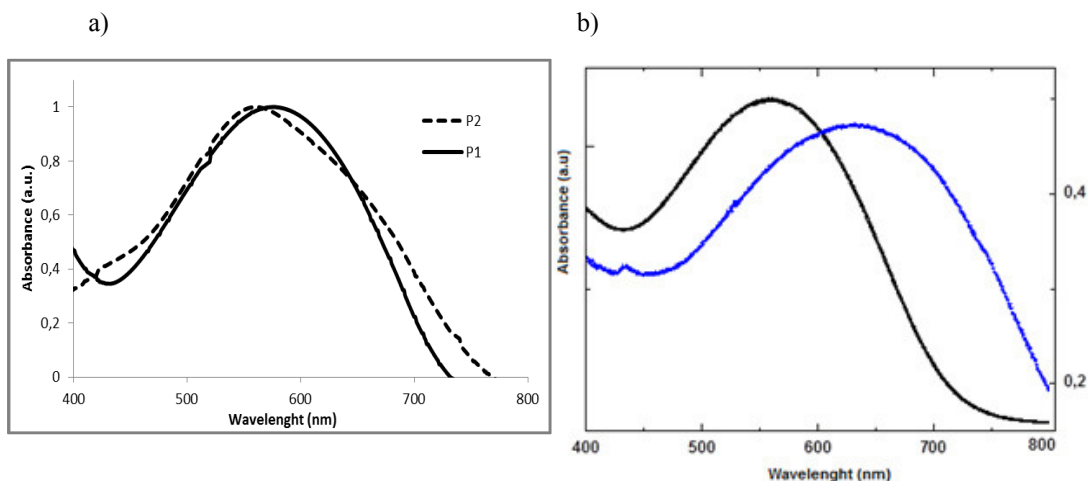 a)
Absorbance (a.u.)
1
0,8
0,6
0,4
0,2
0
P2
P1
400 500 600 700 800
Wavelenght (nm)
b)
Absorbance (a.u)
0,4
0,2
400 500 600 700 800
Wavelenght (nm)